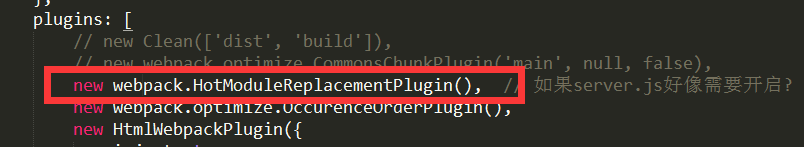 plugins: [
// new Clean(['dist', 'build']),
// new webpack.optimize.CommonsChunkPlugin('main', null, false),
new webpack.HotModuleReplacementPlugin(), // 如果server.js好像需要开启?
new webpack.optimize.OccurenceOrderPlugin(),
new HtmlWebpackPlugin({